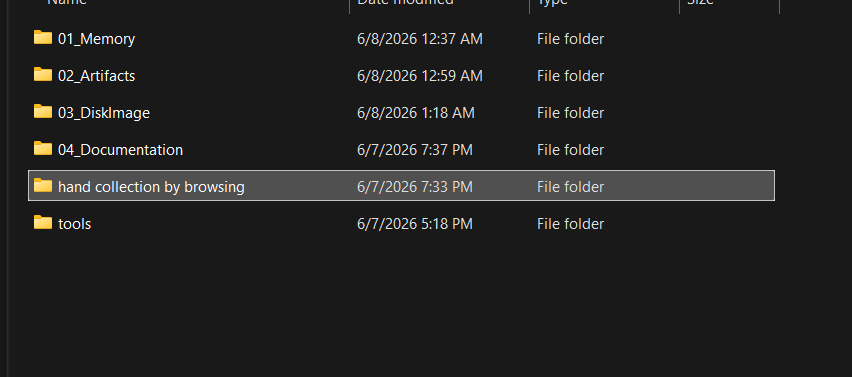 Name Date modified Type Size
01_Memory 6/8/2026 12:37 AM File folder
02_Artifacts 6/8/2026 12:59 AM File folder
03_DiskImage 6/8/2026 1:18 AM File folder
04_Documentation 6/7/2026 7:37 PM File folder
hand collection by browsing 6/7/2026 7:33 PM File folder
tools 6/7/2026 5:18 PM File folder